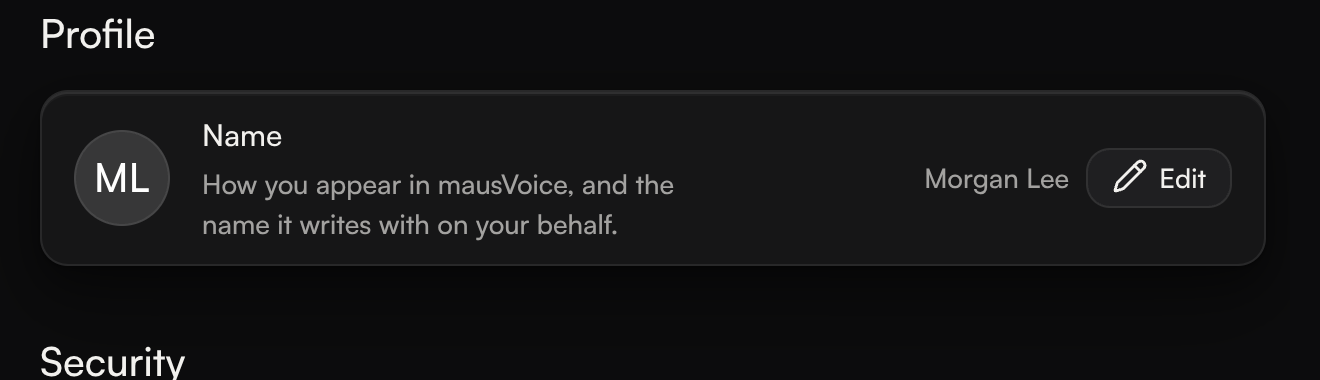 Profile
ML
Name
How you appear in mausVoice, and the
name it writes with on your behalf.
Morgan Lee
Edit
Security